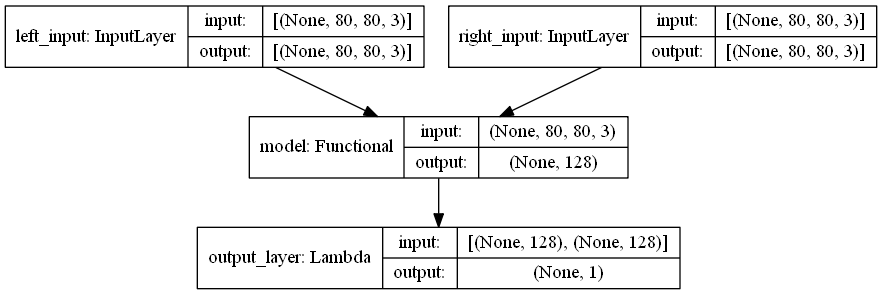 left_input: InputLayer
input:
[(None, 80, 80, 3)]
output:
[(None, 80, 80, 3)]
right_input: InputLayer
input:
[(None, 80, 80, 3)]
output:
[(None, 80, 80, 3)]
model: Functional
input:
(None, 80, 80, 3)
output:
(None, 128)
output_layer: Lambda
input:
[(None, 128), (None, 128)]
output:
(None, 1)